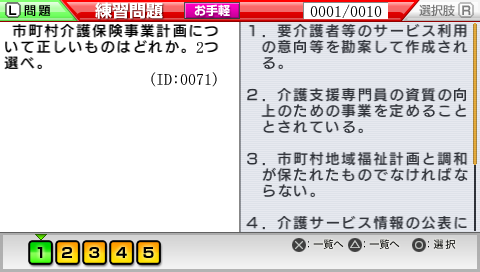 L 問題 練習問題 お手軽 0001/0010 選択肢 R
市町村介護保険事業計画につ
いて正しいものはどれか。2つ
選べ。
(ID:0071)
1．要介護者等のサービス利用
の意向等を勘案して作成され
る。
2．介護支援専門員の資質の向
上のための事業を定めること
とされている。
3．市町村地域福祉計画と調和
が保たれたものでなければな
らない。
4．介護サービス情報の公表に
1 2 3 4 5
×:一覧へ △:一覧へ ○:選択